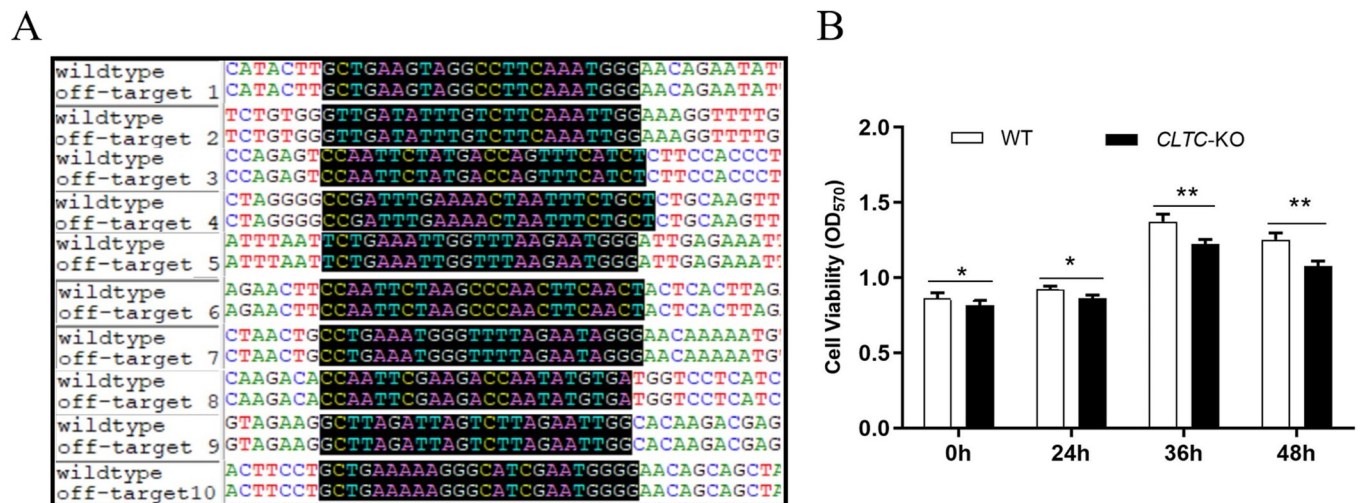 A
wildtype CATACTTGCTGAAGTAGGCCTTCAAATGGGAACAGAATAT
off-target 1 CATACTTGCTGAAGTAGGCCTTCAAATGGGAACAGAATAT
wildtype TCTGTGGGTTGATATTTGTCTTCAAATTGGAAAGGTTTTG
off-target 2 TCTGTGGGTTGATATTTGTCTTCAAATTGGAAAGGTTTTG
wildtype CCAGAGTCCAATTCTATGACCAGTTTCATCTCTTCCACCCT
off-target 3 CCAGAGTCCAATTCTATGACCAGTTTCATCTCTTCCACCCT
wildtype CTAGGGGCCGATTTGAAAACTAATTTCTGCTCTGCAAGTT
off-target 4 CTAGGGGCCGATTTGAAAACTAATTTCTGCTCTGCAAGTT
wildtype ATTTAATTCTGAAATTGGTTTAAGAATGGGATTGAGAAAT
off-target 5 ATTTAATTCTGAAATTGGTTTAAGAATGGGATTGAGAAAT
wildtype AGAACTTCCAATTCTAAGCCCAACTTCAACTACTCACTTAG
off-target 6 AGAACTTCCAATTCTAAGCCCAACTTCAACTACTCACTTAG
wildtype CTAACTGCCTGAAATGGGTTTTAGAATAGGGAACAAAAATG
off-target 7 CTAACTGCCTGAAATGGGTTTTAGAATAGGGAACAAAAATG
wildtype CAAGACACCAATTCGAAGACCAATATGTGATGGTCCTCATC
off-target 8 CAAGACACCAATTCGAAGACCAATATGTGATGGTCCTCATC
wildtype GTAGAAGGCTTAGATTAGTCTTAGAATTGGCACAAGACGAG
off-target 9 GTAGAAGGCTTAGATTAGTCTTAGAATTGGCACAAGACGAG
wildtype ACTTCCTGCTGAAAAAGGGCATCGAATGGGGAACAGCAGCTA
off-target10 ACTTCCTGCTGAAAAAGGGCATCGAATGGGGAACAGCAGCTA
B
WT CLTC-KO
Cell Viability (OD570)
2.0
1.5
1.0
0.5
0.0
* * ** **
0h 24h 36h 48h